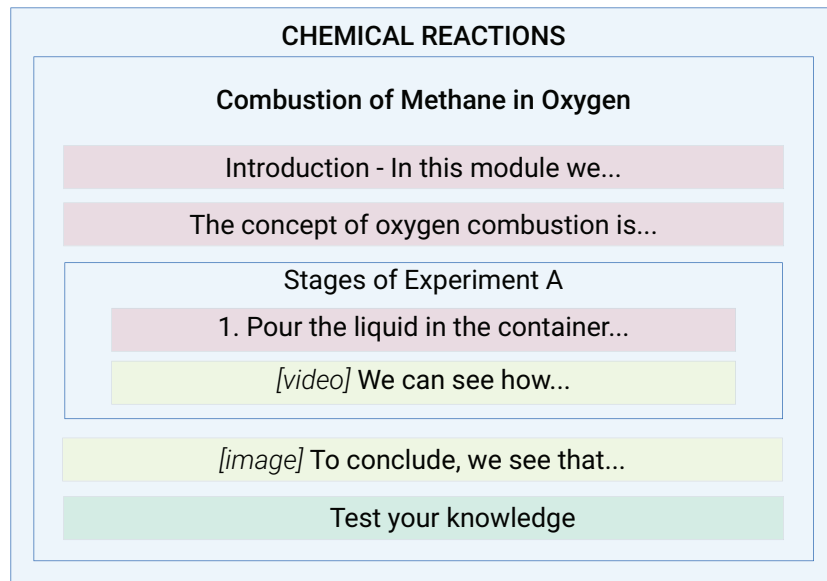 CHEMICAL REACTIONS
Combustion of Methane in Oxygen
Introduction - In this module we...
The concept of oxygen combustion is...
Stages of Experiment A
1. Pour the liquid in the container...
[video] We can see how...
[image] To conclude, we see that...
Test your knowledge